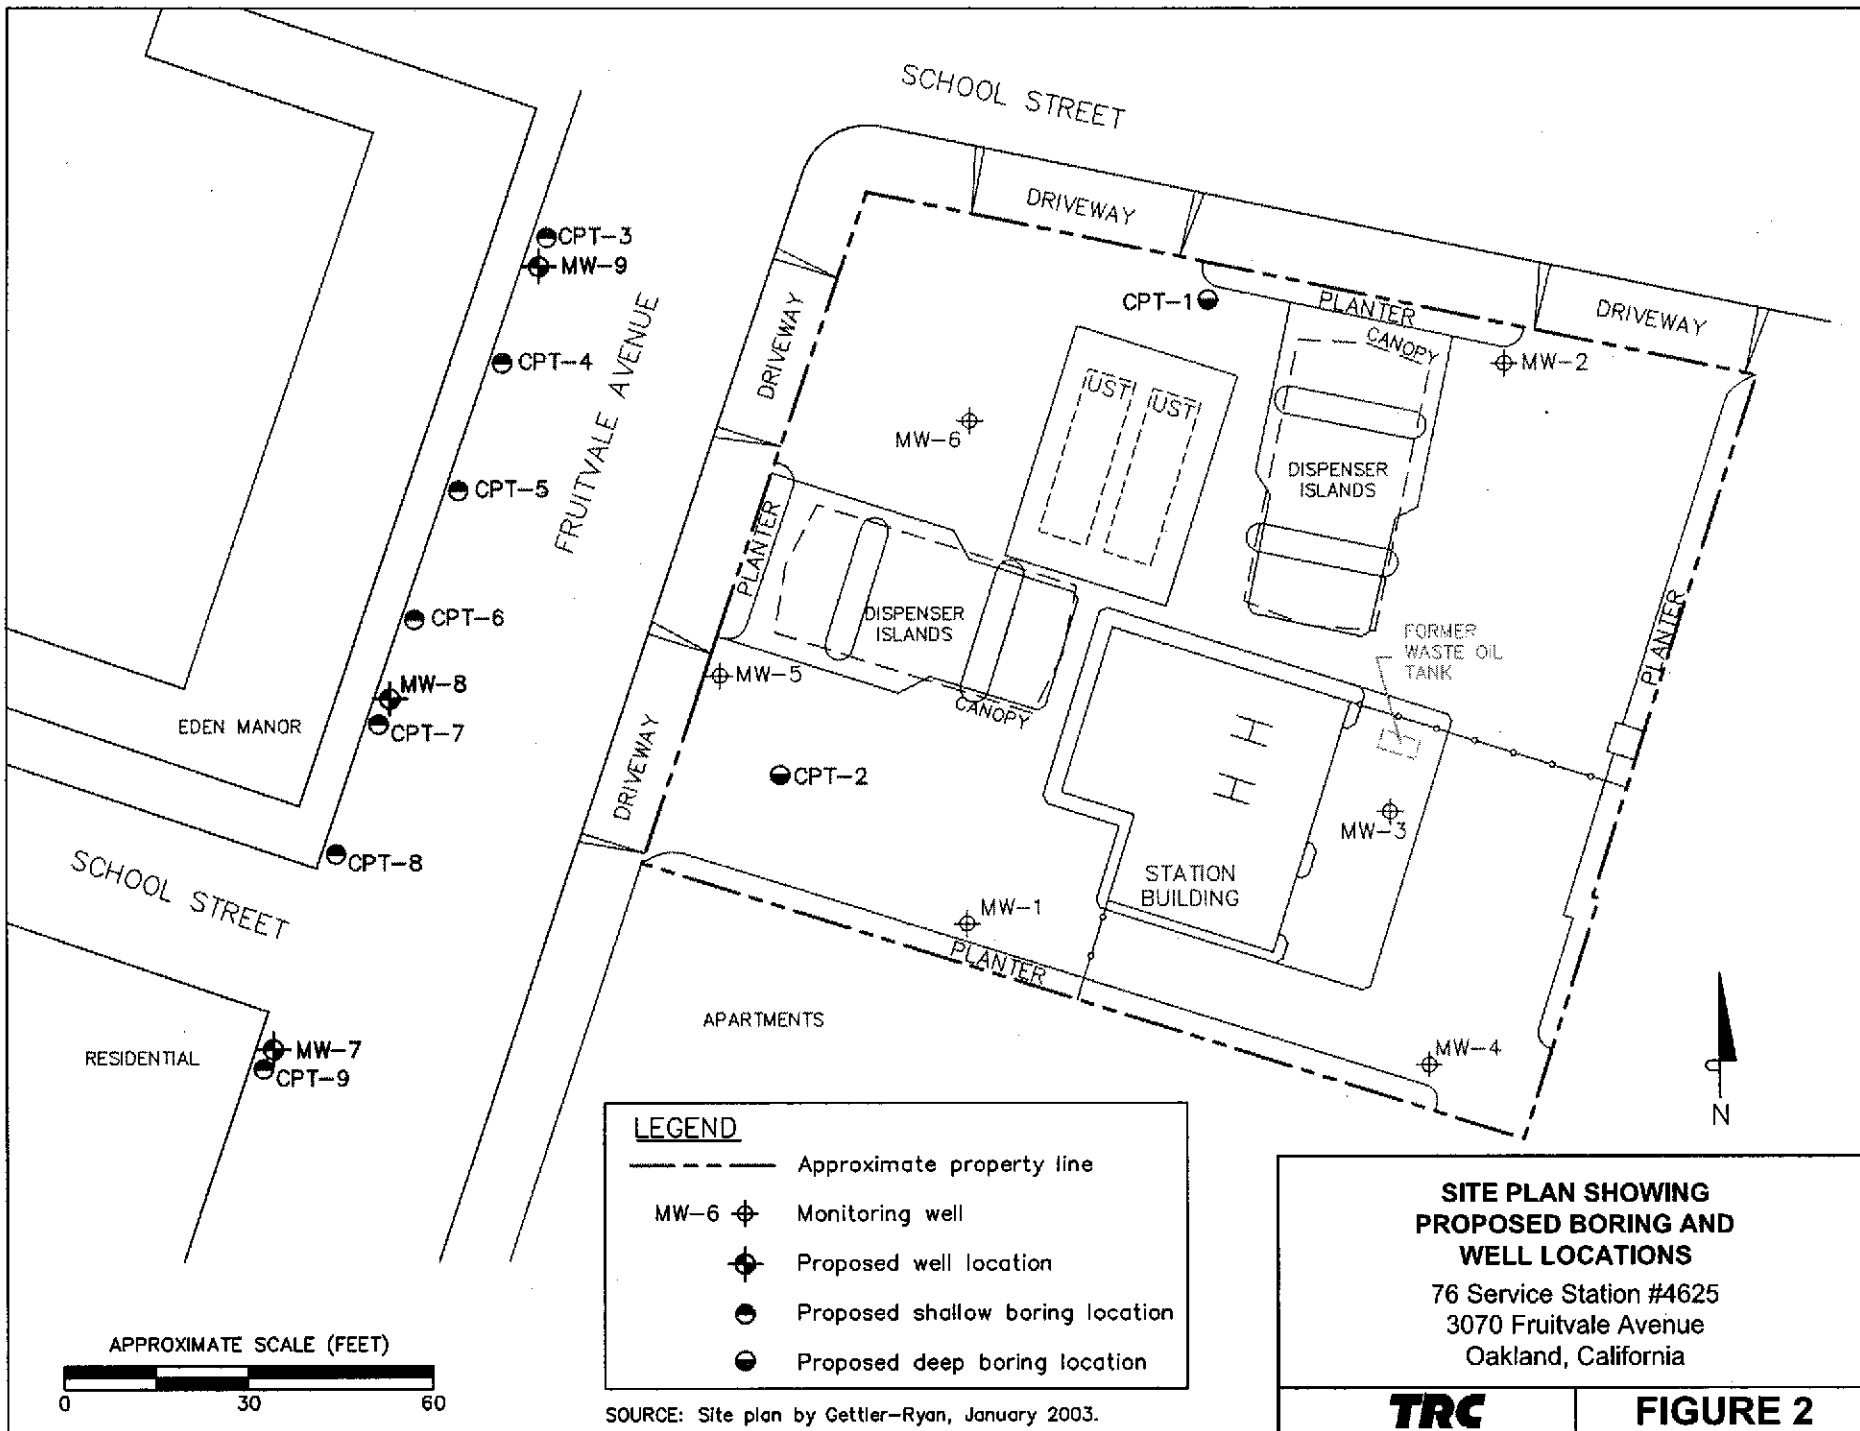 SCHOOL STREET
DRIVEWAY
CPT-3
MW-9
CPT-1
PLANTER
DRIVEWAY
CANOPY
MW-2
CPT-4
FRUITVALE AVENUE
DRIVEWAY
UST
UST
MW-6
DISPENSER
ISLANDS
CPT-5
PLANTER
CPT-6
DISPENSER
ISLANDS
FORMER
WASTE OIL
TANK
PLANTER
MW-5
MW-8
CANOPY
EDEN MANOR
CPT-7
DRIVEWAY
CPT-2
MW-3
CPT-8
SCHOOL STREET
STATION
BUILDING
MW-1
PLANTER
APARTMENTS
MW-7
RESIDENTIAL
CPT-9
MW-4
N
LEGEND
Approximate property line
MW-6 Monitoring well
Proposed well location
Proposed shallow boring location
Proposed deep boring location
APPROXIMATE SCALE (FEET)
0 30 60
SOURCE: Site plan by Gettler-Ryan, January 2003.
SITE PLAN SHOWING
PROPOSED BORING AND
WELL LOCATIONS
76 Service Station #4625
3070 Fruitvale Avenue
Oakland, California
TRC
FIGURE 2